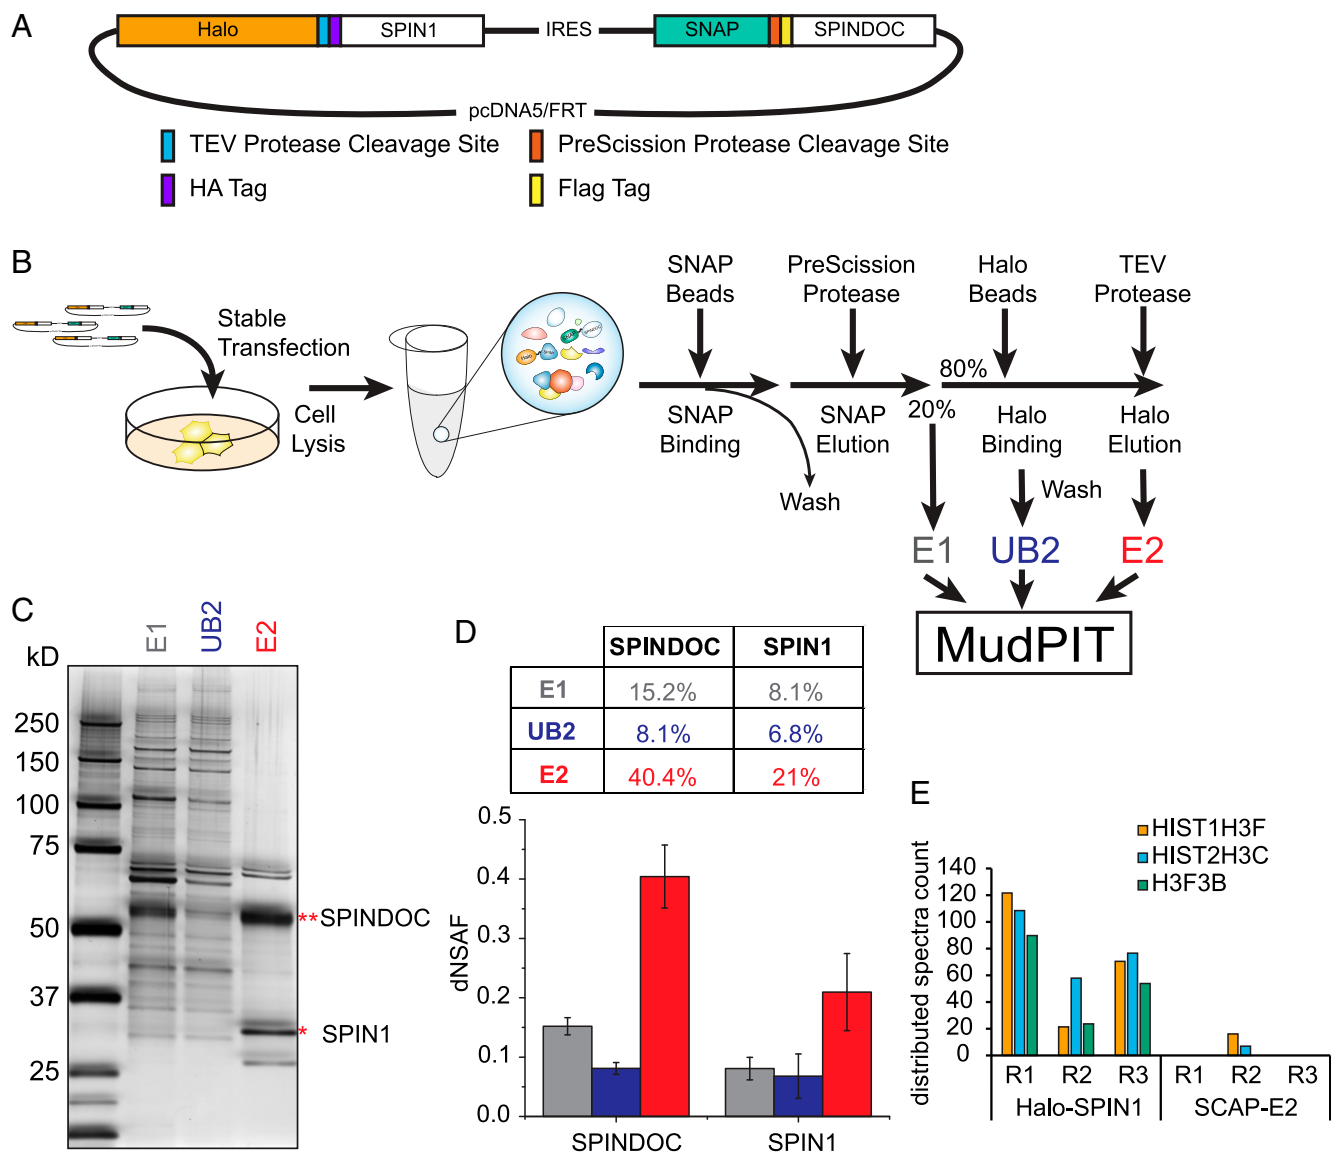 A
Halo
SPIN1
IRES
SNAP
SPINDOC
pcDNA5/FRT
TEV Protease Cleavage Site
PreScission Protease Cleavage Site
HA Tag
Flag Tag
B
Stable
Transfection
Cell
Lysis
Halo
SNAP
Beads
PreScission
Protease
Halo
Beads
TEV
Protease
80%
20%
SNAP
Binding
SNAP
Elution
Halo
Binding
Halo
Elution
Wash
Wash
E1
UB2
E2
MudPIT
C
kD
E1
UB2
E2
250
150
100
75
50
37
25
**SPINDOC
* SPIN1
D
SPINDOC SPIN1
E1 15.2% 8.1%
UB2 8.1% 6.8%
E2 40.4% 21%
dNSAF
0.5
0.4
0.3
0.2
0.1
0.0
SPINDOC
SPIN1
E
HIST1H3F
HIST2H3C
H3F3B
distributed spectra count
140
120
100
80
60
40
20
0
R1 R2 R3 R1 R2 R3
Halo-SPIN1 SCAP-E2